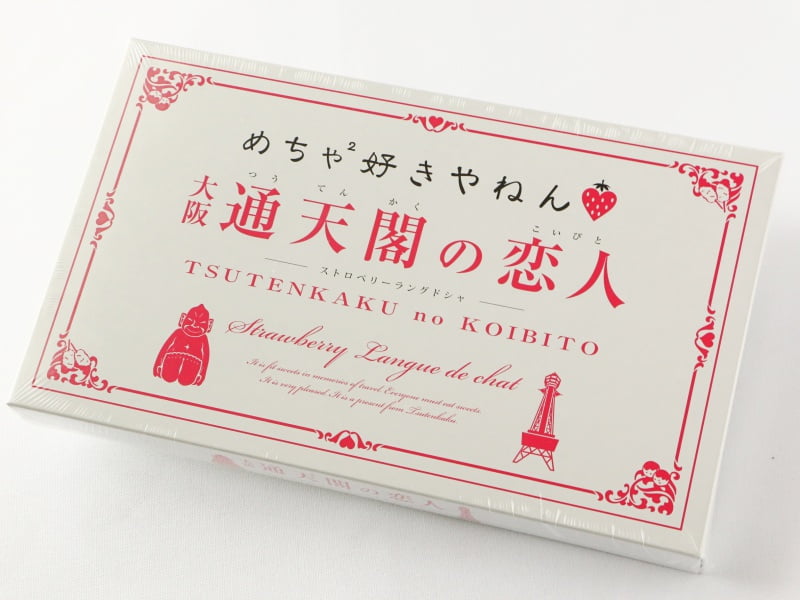 めちゃ²好きやねん
つうてんかく
こいびと
大阪通天閣の恋人
ストロベリーラングドシャ
TSUTENKAKU no KOIBITO
Strawberry Langue de chat
It is fit sweets in memories of travel. Everyone must eat sweets.
It is very pleased. It is a present from Tsutenkaku.
大阪 通天閣の恋人